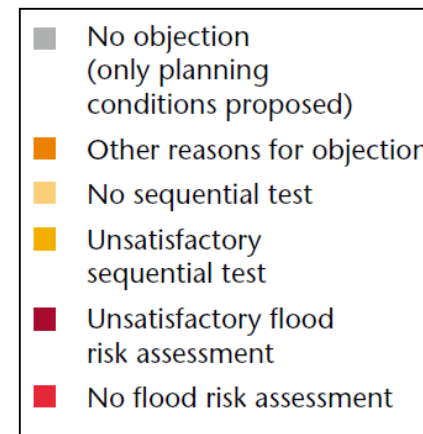 No objection
(only planning
conditions proposed)
Other reasons for objection
No sequential test
Unsatisfactory
sequential test
Unsatisfactory flood
risk assessment
No flood risk assessment